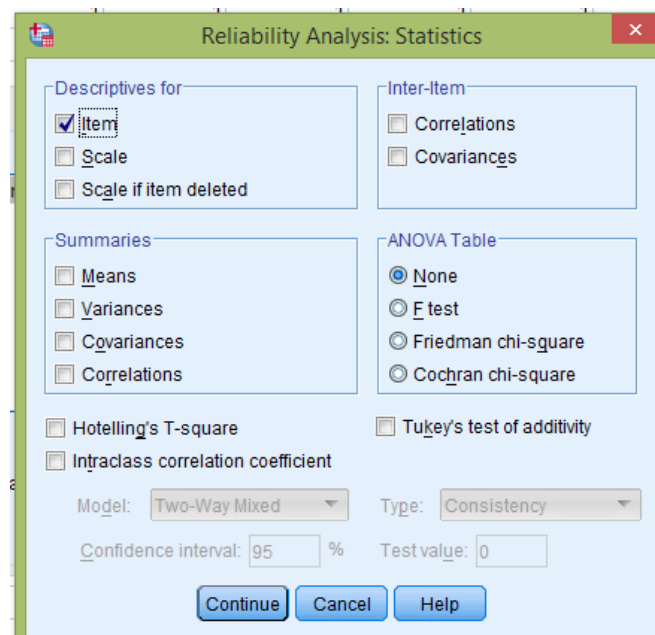 Reliability Analysis: Statistics
Descriptives for
Item
Scale
Scale if item deleted
Inter-Item
Correlations
Covariances
Summaries
Means
Variances
Covariances
Correlations
ANOVA Table
None
F test
Friedman chi-square
Cochran chi-square
Hotelling's T-square
Tukey's test of additivity
Intraclass correlation coefficient
Model: Two-Way Mixed Type: Consistency
Confidence interval: 95 % Test value: 0
Continue Cancel Help